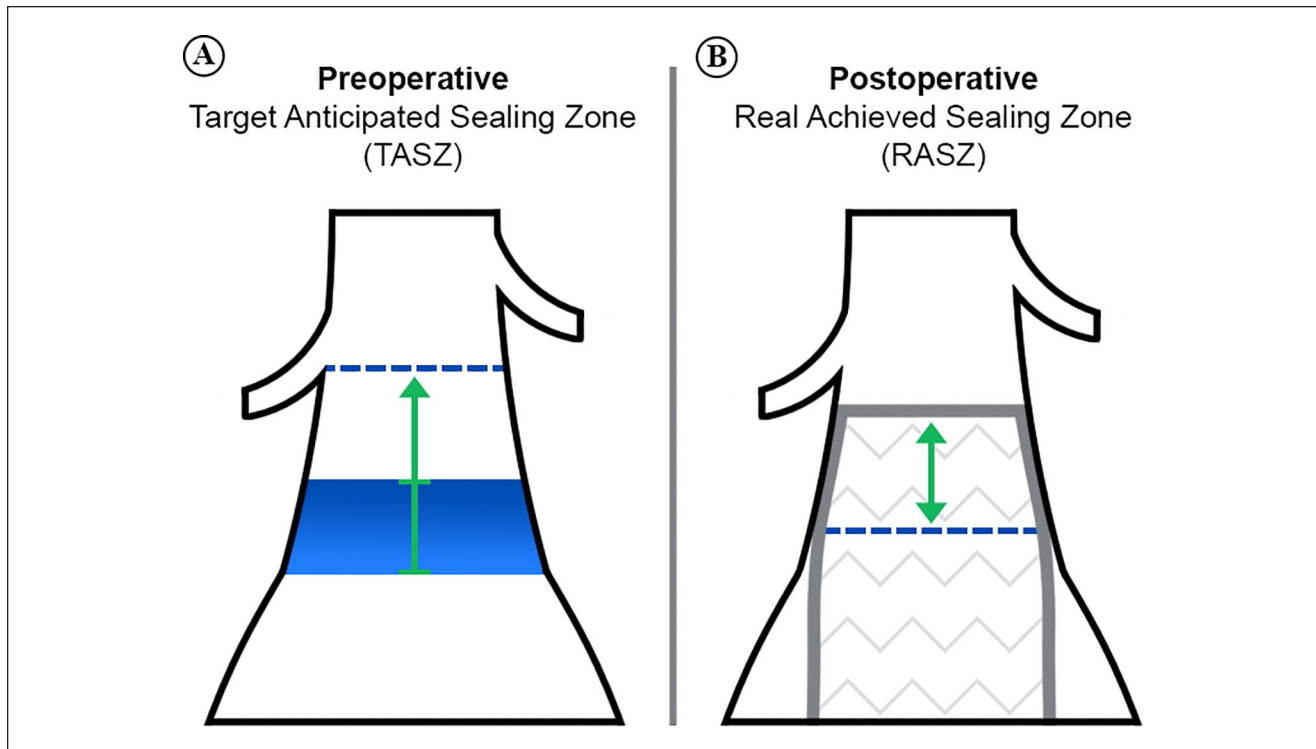 A
Preoperative
Target Anticipated Sealing Zone
(TASZ)
B
Postoperative
Real Achieved Sealing Zone
(RASZ)